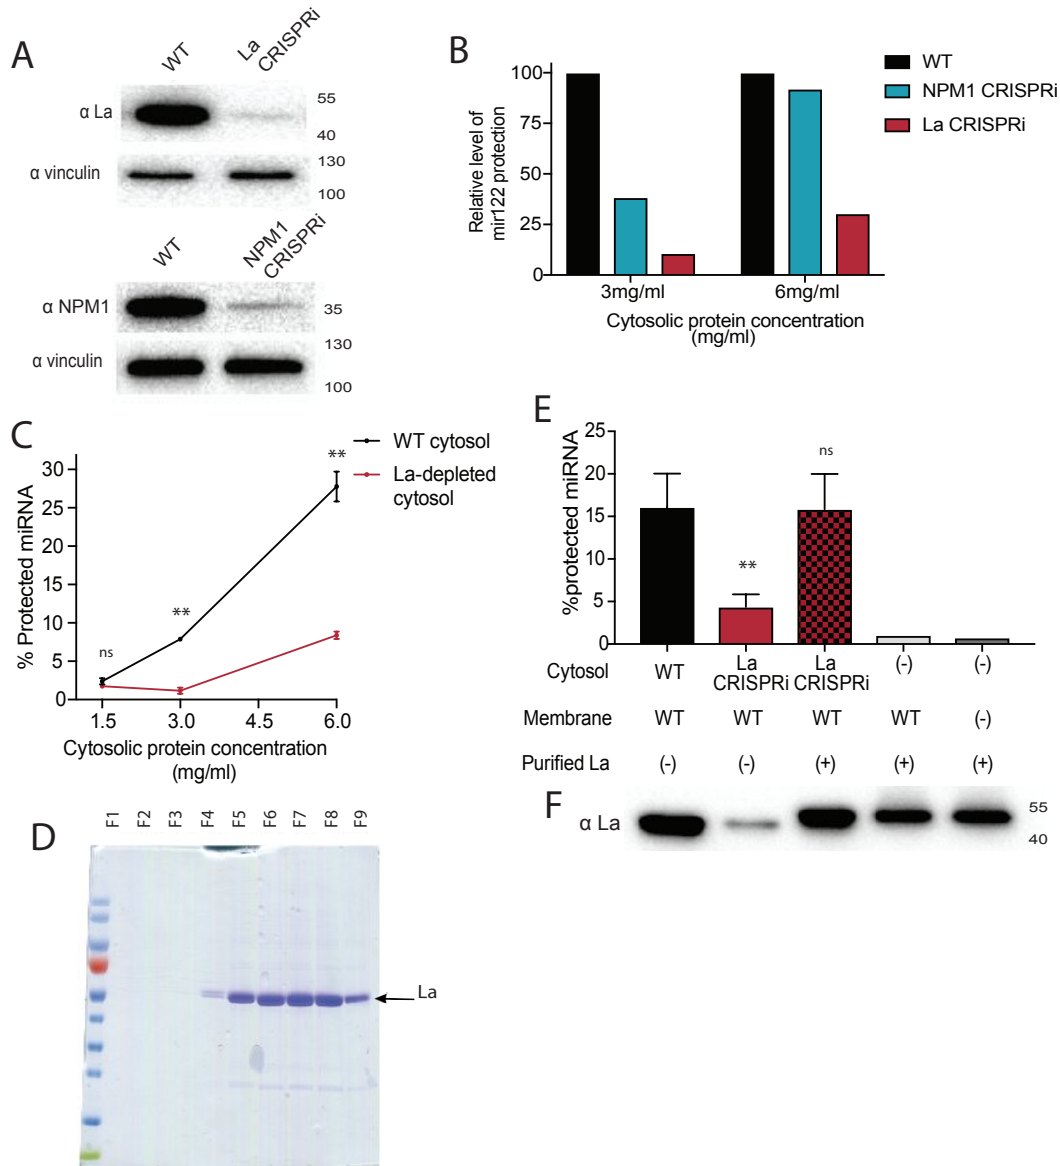 A
WT
La
CRISPRi
α La
55
40
α vinculin
130
100
WT
NPM1
CRISPRi
α NPM1
35
α vinculin
130
100
B
WT
NPM1 CRISPRi
La CRISPRi
Relative level of
mir122 protection
100
75
50
25
0
3mg/ml
6mg/ml
Cytosolic protein concentration
(mg/ml)
C
WT cytosol
La-depleted
cytosol
% Protected miRNA
30
25
20
15
10
5
0
ns
**
**
1.5
3.0
4.5
6.0
Cytosolic protein concentration
(mg/ml)
D
F1 F2 F3 F4 F5 F6 F7 F8 F9
La
E
%protected miRNA
25
20
15
10
5
0
**
ns
Cytosol WT La CRISPRi La CRISPRi (-) (-)
Membrane WT WT WT WT (-)
Purified La (-) (-) (+) (+) (+)
F
α La
55
40